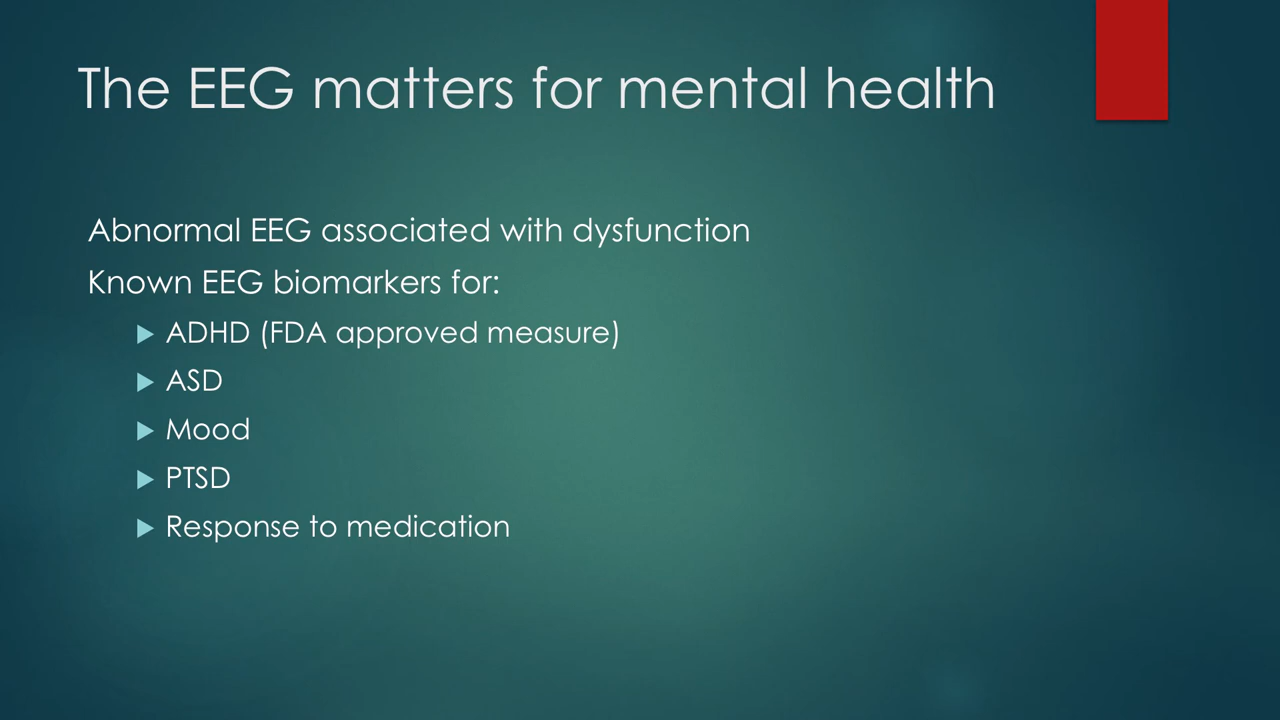 The EEG matters for mental health
Abnormal EEG associated with dysfunction
Known EEG biomarkers for:
ADHD (FDA approved measure)
ASD
Mood
PTSD
Response to medication